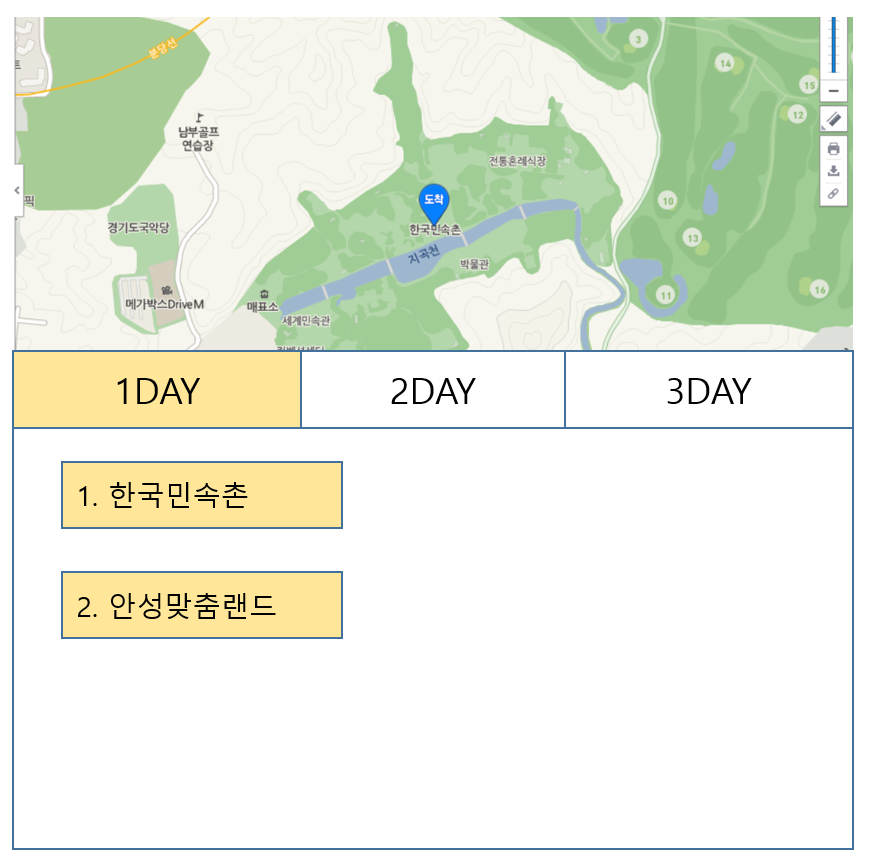 분당선
3
14
15
12
남부골프
연습장
전통혼례식장
도착
10
한국민속촌
경기도국악당
13
지곡천
박물관
16
11
메가박스DriveM
매표소
세계민속관
1DAY
2DAY
3DAY
1. 한국민속촌
2. 안성맞춤랜드